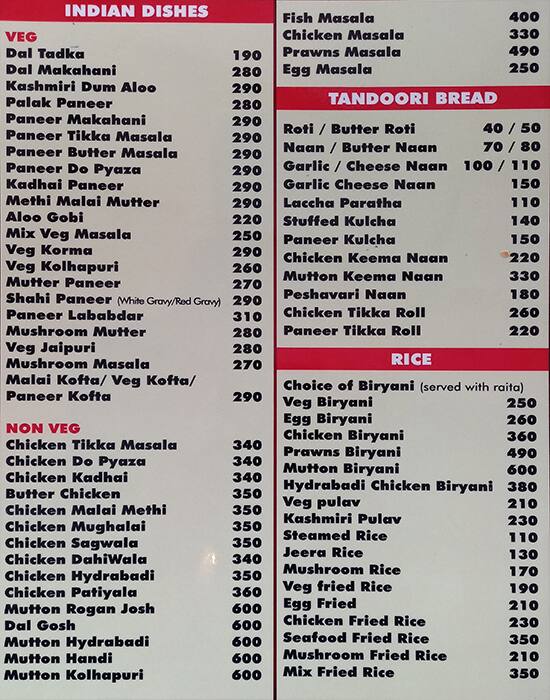 INDIAN DISHES
VEG
Dal Tadka 190
Dal Makahani 280
Kashmiri Dum Aloo 290
Palak Paneer 280
Paneer Makahani 290
Paneer Tikka Masala 290
Paneer Butter Masala 290
Paneer Do Pyaza 290
Kadhai Paneer 290
Methi Malai Mutter 290
Aloo Gobi 220
Mix Veg Masala 250
Veg Korma 290
Veg Kolhapuri 260
Mutter Paneer 270
Shahi Paneer (White Gravy/Red Gravy) 290
Paneer Lababdar 310
Mushroom Mutter 280
Veg Jaipuri 280
Mushroom Masala 270
Malai Kofta/ Veg Kofta/
Paneer Kofta 290
NON VEG
Chicken Tikka Masala 340
Chicken Do Pyaza 340
Chicken Kadhai 340
Butter Chicken 350
Chicken Malai Methi 350
Chicken Mughalai 350
Chicken Sagwala 350
Chicken DahiWala 340
Chicken Hydrabadi 350
Chicken Patiyala 360
Mutton Rogan Josh 600
Dal Gosh 600
Mutton Hydrabadi 600
Mutton Handi 600
Mutton Kolhapuri 600
Fish Masala 400
Chicken Masala 330
Prawns Masala 490
Egg Masala 250
TANDOORI BREAD
Roti / Butter Roti 40 / 50
Naan / Butter Naan 70 / 80
Garlic / Cheese Naan 100 / 110
Garlic Cheese Naan 150
Laccha Paratha 110
Stuffed Kulcha 140
Paneer Kulcha 150
Chicken Keema Naan 220
Mutton Keema Naan 330
Peshavari Naan 180
Chicken Tikka Roll 260
Paneer Tikka Roll 220
RICE
Choice of Biryani (served with raita)
Veg Biryani 250
Egg Biryani 260
Chicken Biryani 360
Prawns Biryani 490
Mutton Biryani 600
Hydrabadi Chicken Biryani 380
Veg pulav 210
Kashmiri Pulav 230
Steamed Rice 110
Jeera Rice 130
Mushroom Rice 170
Veg fried Rice 190
Egg Fried 210
Chicken Fried Rice 230
Seafood Fried Rice 350
Mushroom Fried Rice 210
Mix Fried Rice 350